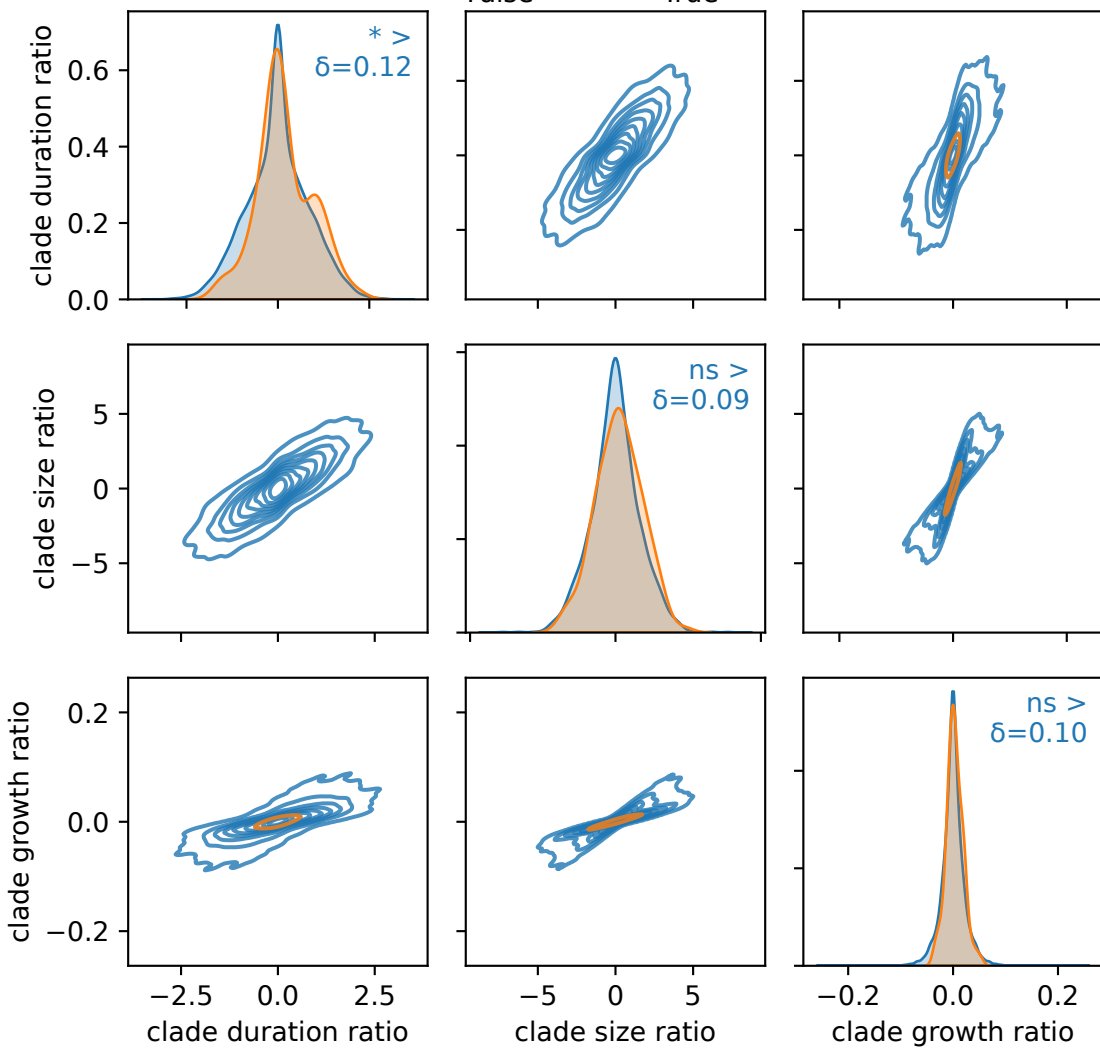 * >
δ=0.12
clade duration ratio
0.6
0.4
0.2
0.0
ns >
δ=0.09
clade size ratio
5
0
−5
ns >
δ=0.10
clade growth ratio
0.2
0.0
−0.2
−2.5 0.0 2.5
−5 0 5
−0.2 0.0 0.2
clade duration ratio
clade size ratio
clade growth ratio